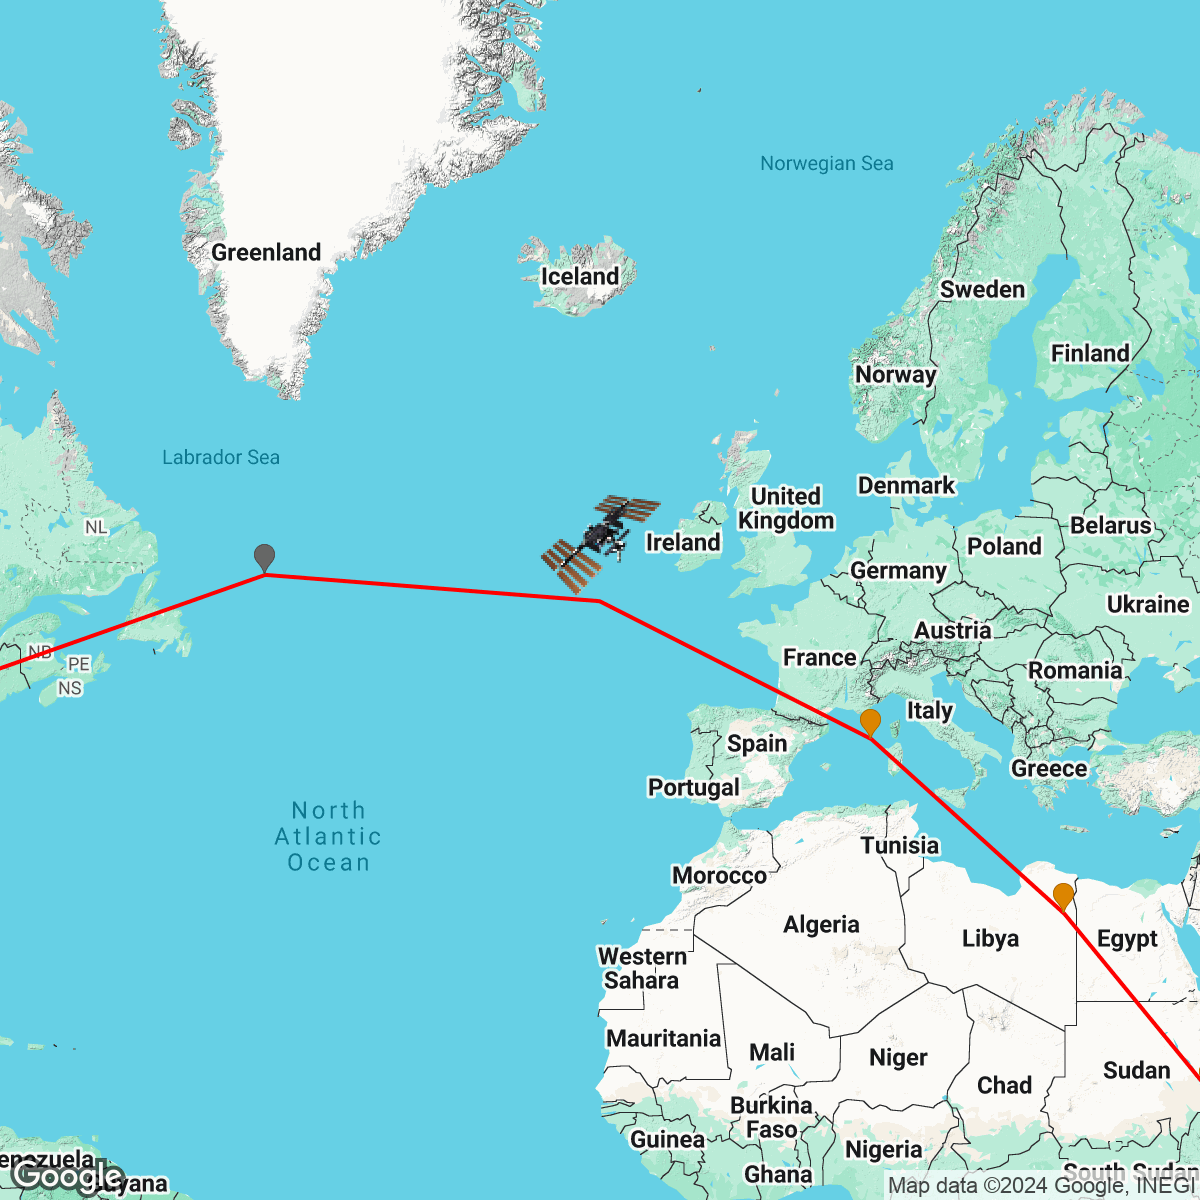 Norwegian Sea
Greenland
Iceland
Sweden
Finland
Norway
Labrador Sea
Denmark
United
Kingdom
NL
Belarus
Ireland
Poland
Germany
Ukraine
Austria
NB
PE
France
Romania
NS
Italy
Spain
Greece
Portugal
North
Atlantic
Ocean
Tunisia
Morocco
Algeria
Libya
Egypt
Western
Sahara
Mauritania
Mali
Niger
Sudan
Chad
Burkina
Faso
Guinea
Nigeria
enezuela
Ghana
South Sudan
Google
Guyana
Map data ©2024 Google, INEGI